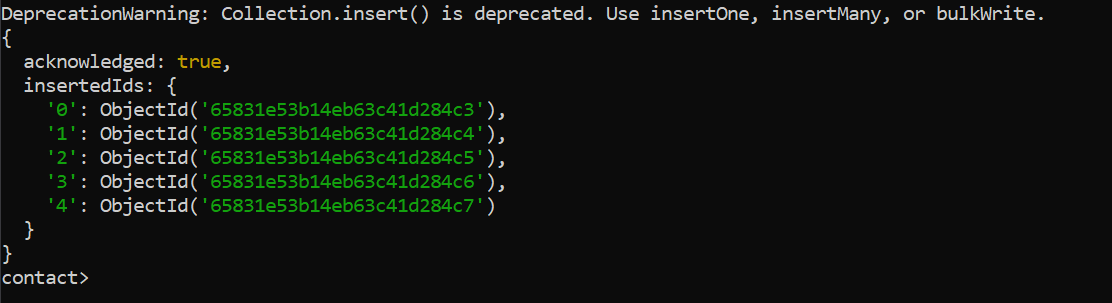 DeprecationWarning: Collection.insert() is deprecated. Use insertOne, insertMany, or bulkWrite.
{
  acknowledged: true,
  insertedIds: {
    '0': ObjectId('65831e53b14eb63c41d284c3'),
    '1': ObjectId('65831e53b14eb63c41d284c4'),
    '2': ObjectId('65831e53b14eb63c41d284c5'),
    '3': ObjectId('65831e53b14eb63c41d284c6'),
    '4': ObjectId('65831e53b14eb63c41d284c7')
  }
}
contact>